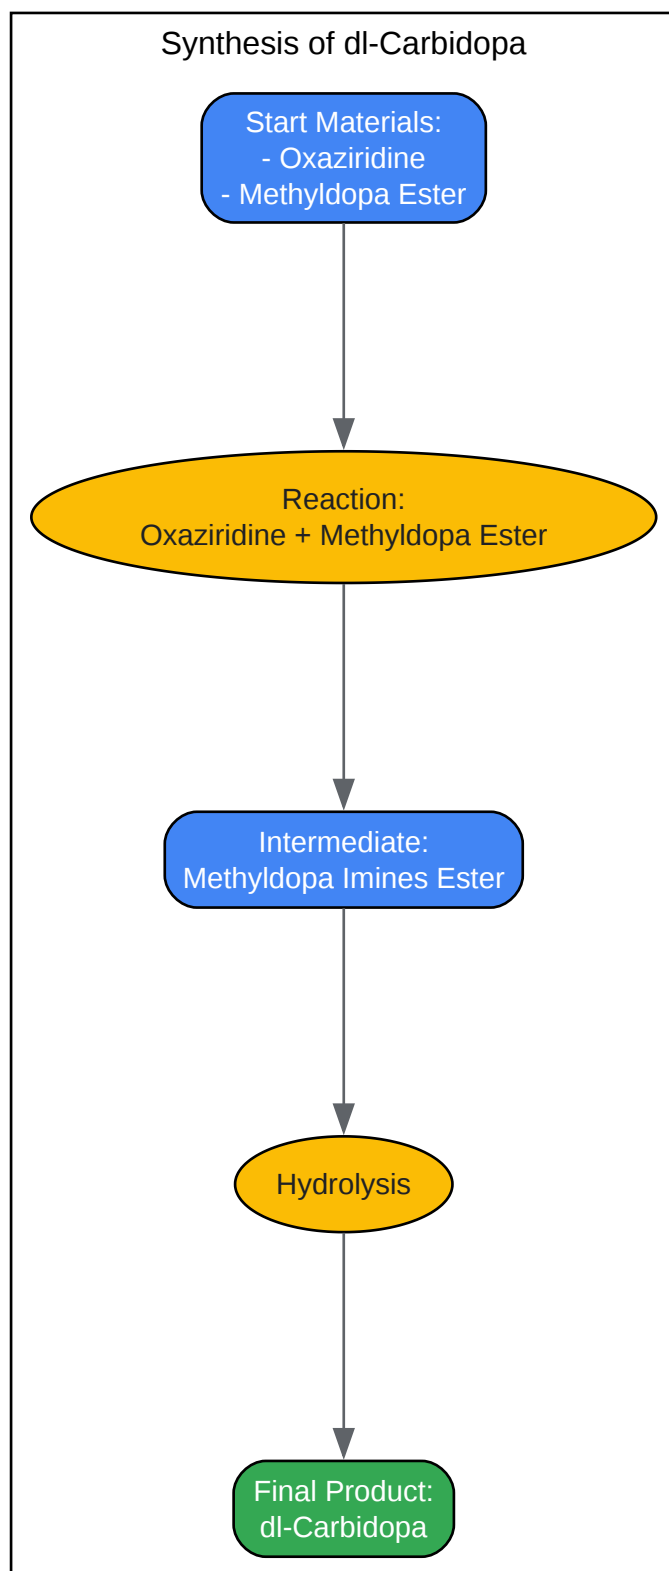 Synthesis of dl-Carbidopa
Start Materials:
- Oxaziridine
- Methyldopa Ester
Reaction:
Oxaziridine + Methyldopa Ester
Intermediate:
Methyldopa Imines Ester
Hydrolysis
Final Product:
dl-Carbidopa